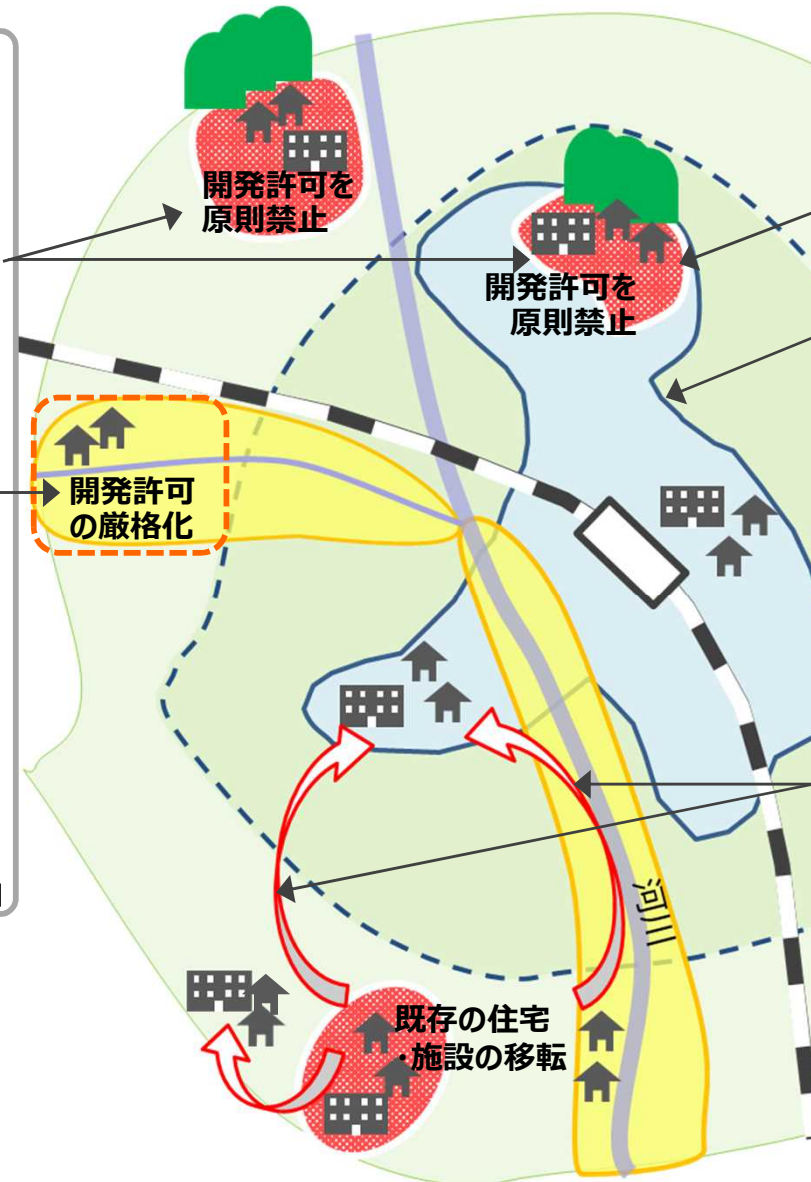 開発許可を
原則禁止
開発許可を
原則禁止
開発許可
の厳格化
河川
既存の住宅
・施設の移転